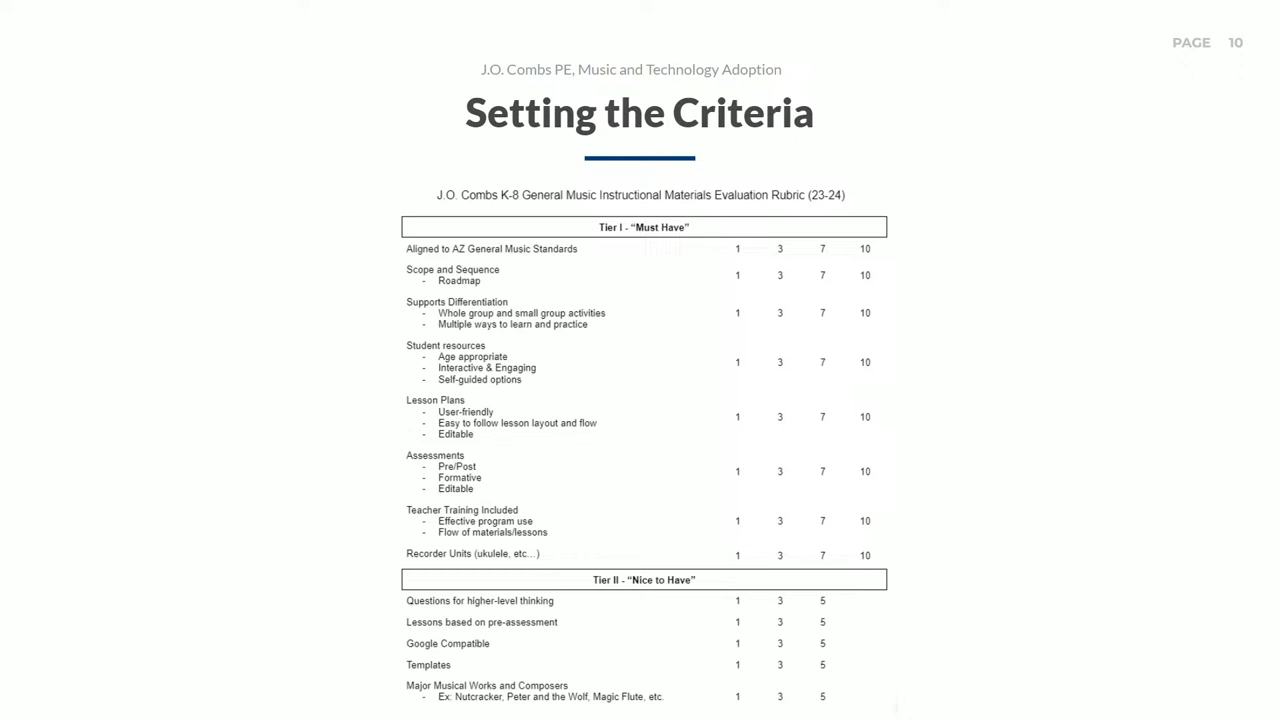 PAGE 10
J.O. Combs PE, Music and Technology Adoption
Setting the Criteria
J.O. Combs K-8 General Music Instructional Materials Evaluation Rubric (23-24)
Tier I - “Must Have”
Aligned to AZ General Music Standards 1 3 7 10
Scope and Sequence
- Roadmap
1 3 7 10
Supports Differentiation
- Whole group and small group activities
1 3 7 10
- Multiple ways to learn and practice
Student resources
- Age appropriate
1 3 7 10
- Interactive & Engaging
- Self-guided options
Lesson Plans
- User-friendly
1 3 7 10
- Easy to follow lesson layout and flow
- Editable
Assessments
- Pre/Post
1 3 7 10
- Formative
- Editable
Teacher Training Included
- Effective program use
1 3 7 10
- Flow of materials/lessons
Recorder Units (ukulele, etc...) 1 3 7 10
Tier II - “Nice to Have”
Questions for higher-level thinking 1 3 5
Lessons based on pre-assessment 1 3 5
Google Compatible 1 3 5
Templates 1 3 5
Major Musical Works and Composers
- Ex: Nutcracker, Peter and the Wolf, Magic Flute, etc. 1 3 5